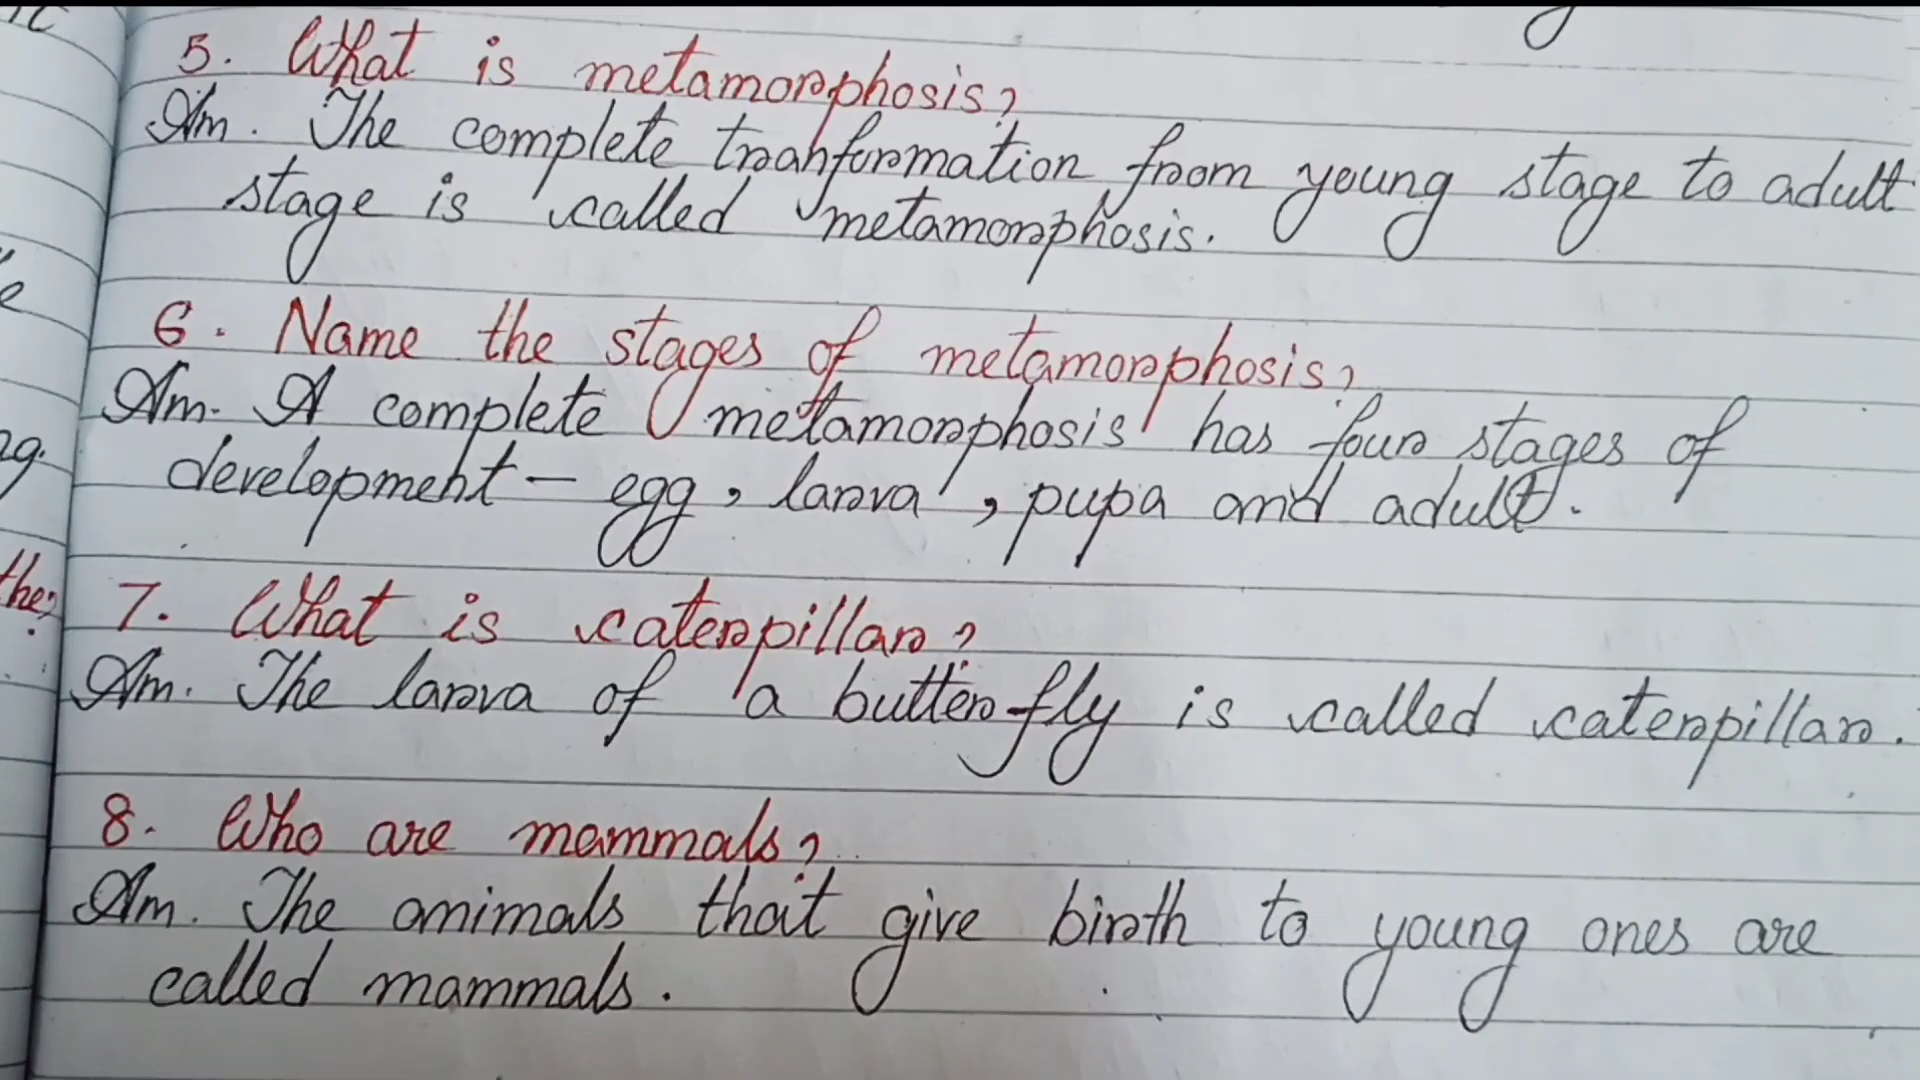 5. What is metamorphosis?
Ans. The complete tranformation from young stage to adult
stage is called metamorphosis.
6. Name the stages of metamorphosis?
Ans. A complete metamorphosis has four stages of
development - egg, larva, pupa and adult.
the?
7. What is caterpillar?
Ans. The larva of a butterfly is called caterpillar.
8. Who are mammals?
Ans. The animals that give birth to young ones are
called mammals.